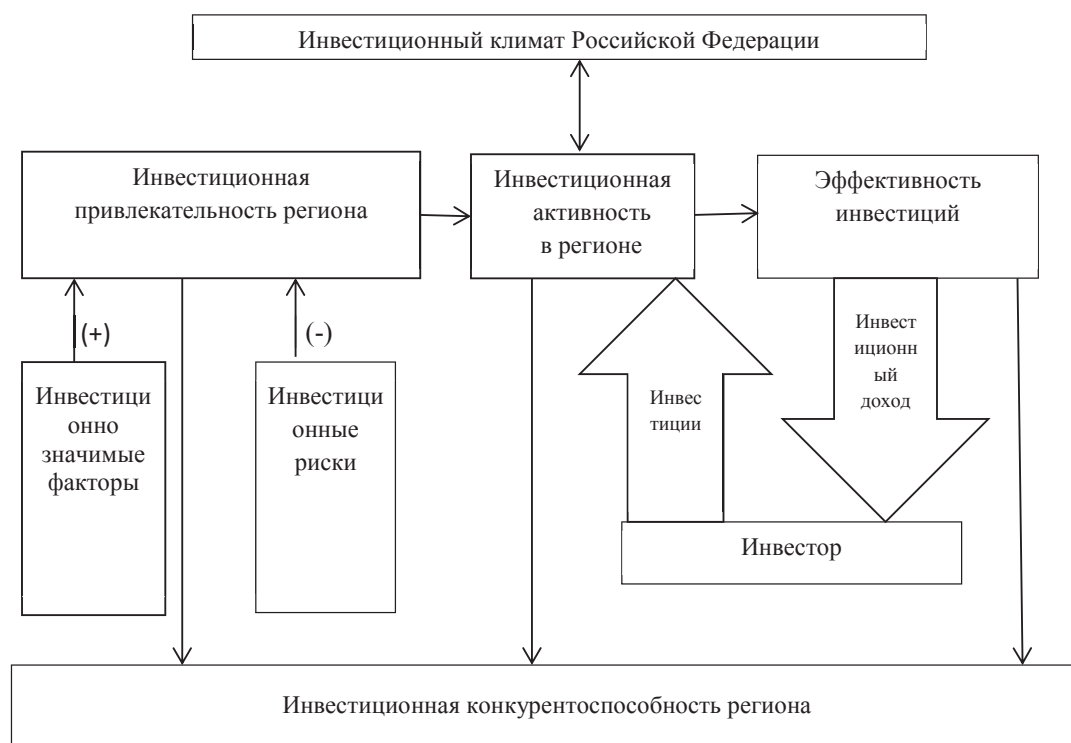 Инвестиционный климат Российской Федерации
Инвестиционная
привлекательность региона
Инвестиционная
активность
в регионе
Эффективность
инвестиций
(+)
(-)
Инвестици
онно
значимые
факторы
Инвестици
онные
риски
Инвес
тиции
Инвест
иционн
ый
доход
Инвестор
Инвестиционная конкурентоспособность региона